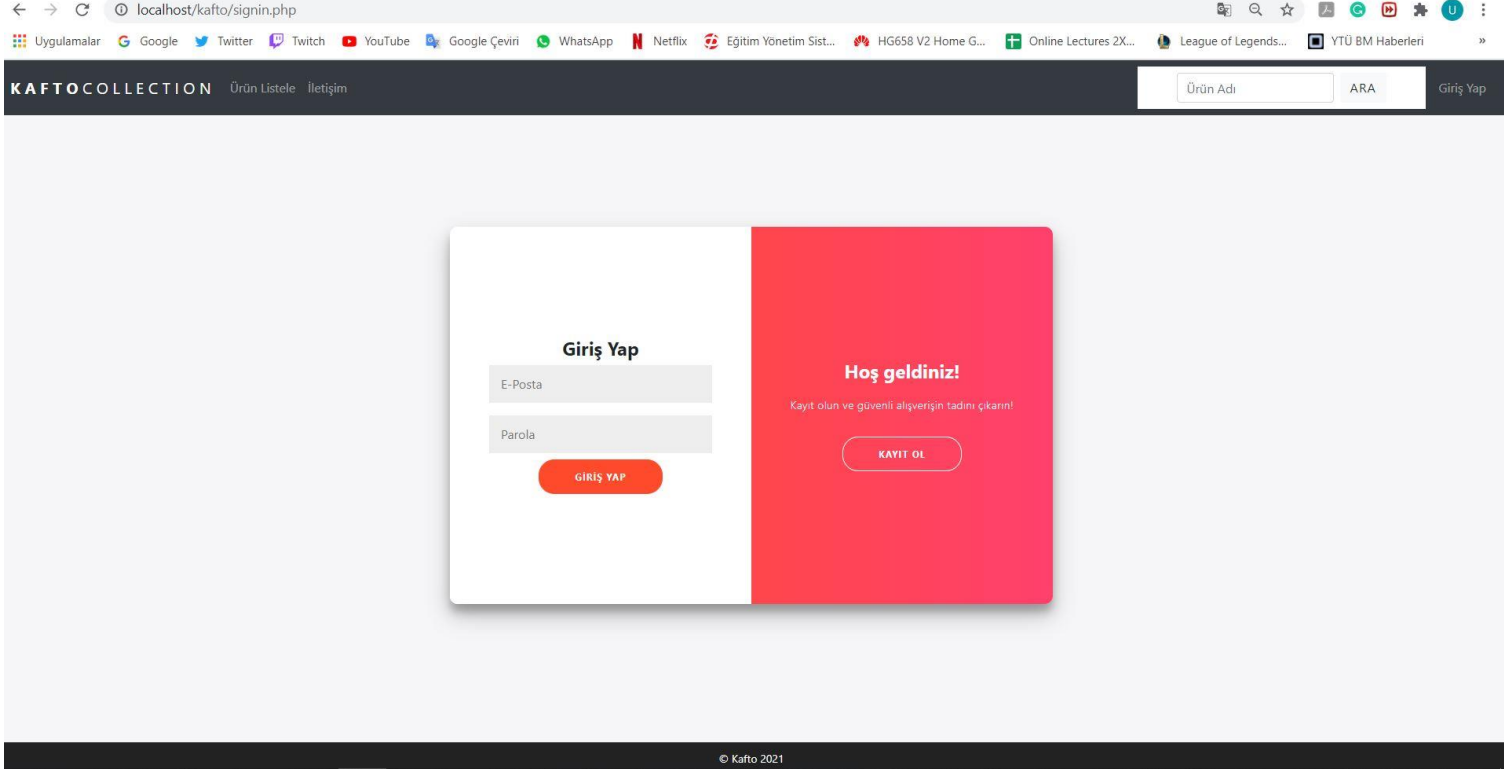 localhost/kafto/signin.php
U
Uygulamalar Google Twitter Twitch YouTube Google Çeviri WhatsApp Netflix Eğitim Yönetim Sist... HG658 V2 Home G... Online Lectures 2X... League of Legends... YTÜ BM Haberleri »
KAFTOCOLLECTION Ürün Listele İletişim Ürün Adı ARA Giriş Yap
Giriş Yap
E-Posta
Parola
GİRİŞ YAP
Hoş geldiniz!
Kayıt olun ve güvenli alışverişin tadını çıkarın!
KAYIT OL
© Kafto 2021